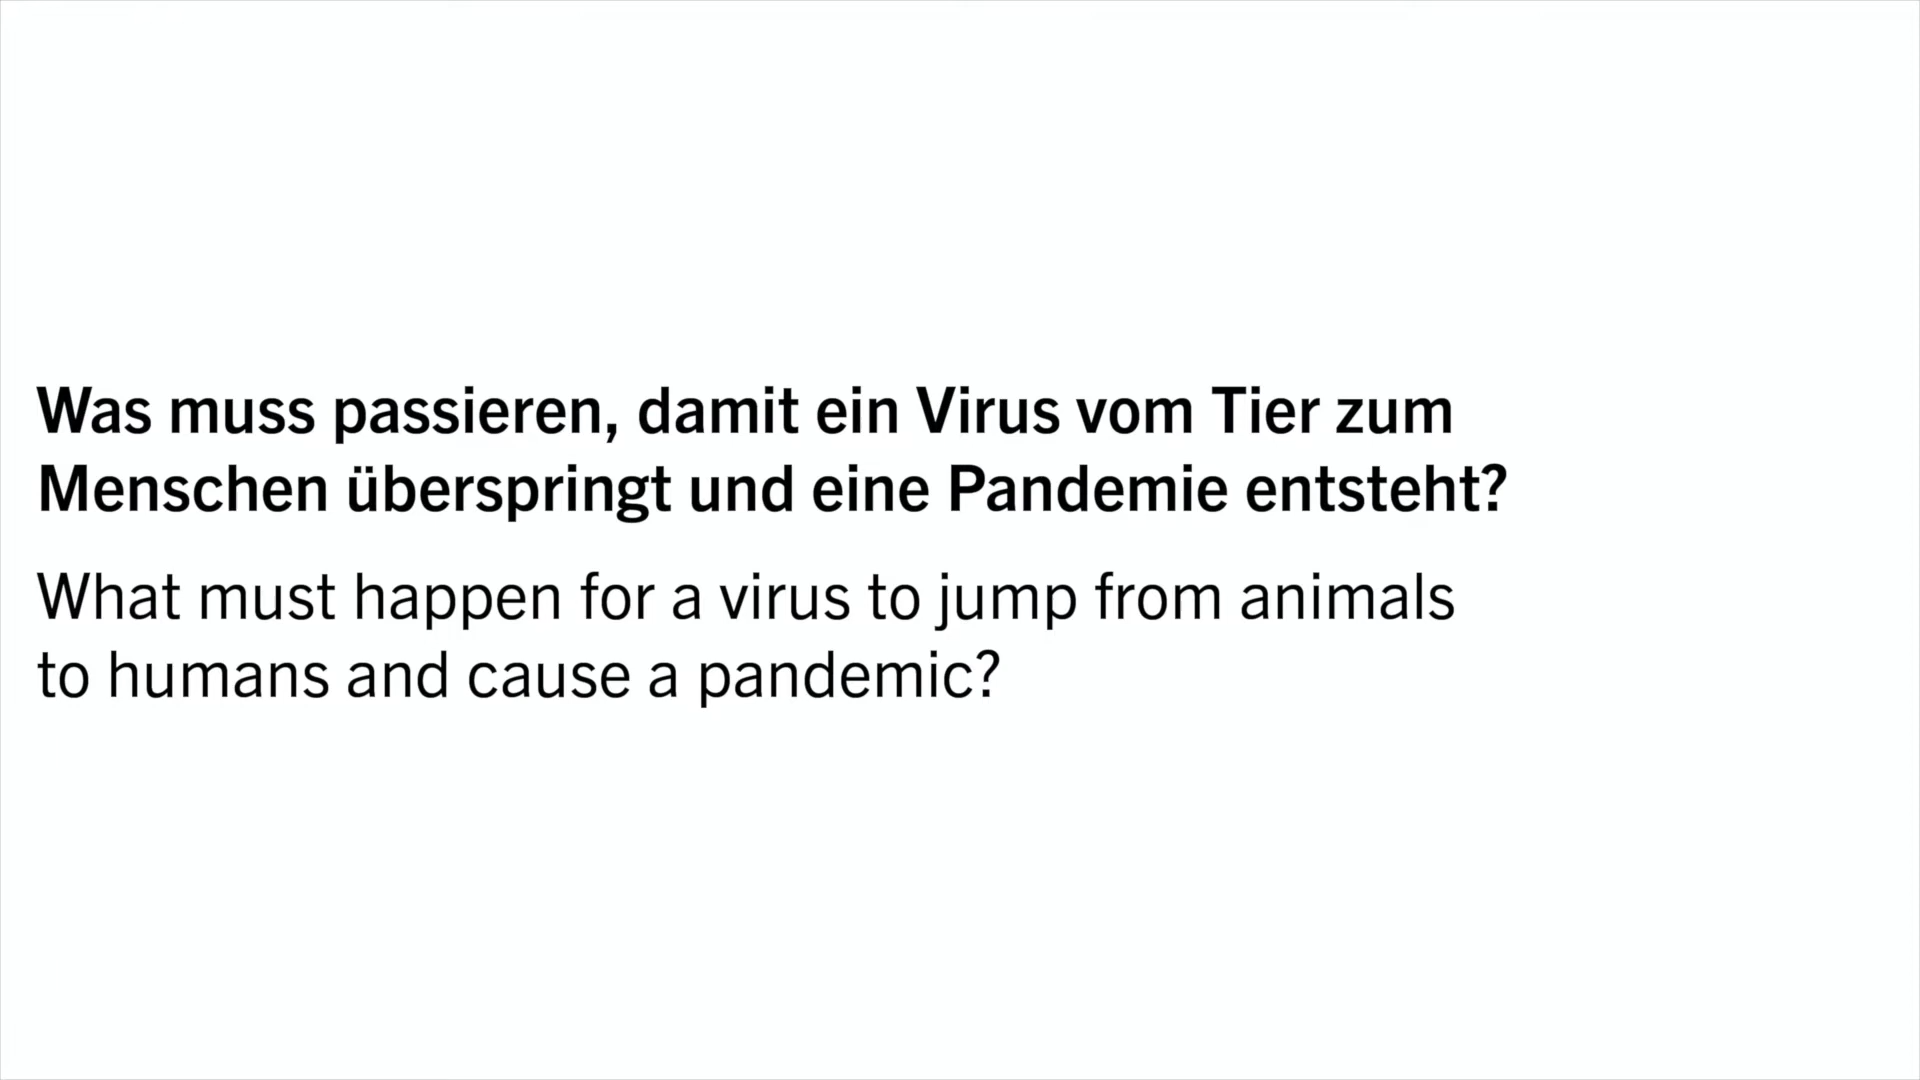 Was muss passieren, damit ein Virus vom Tier zum
Menschen überspringt und eine Pandemie entsteht?
What must happen for a virus to jump from animals
to humans and cause a pandemic?